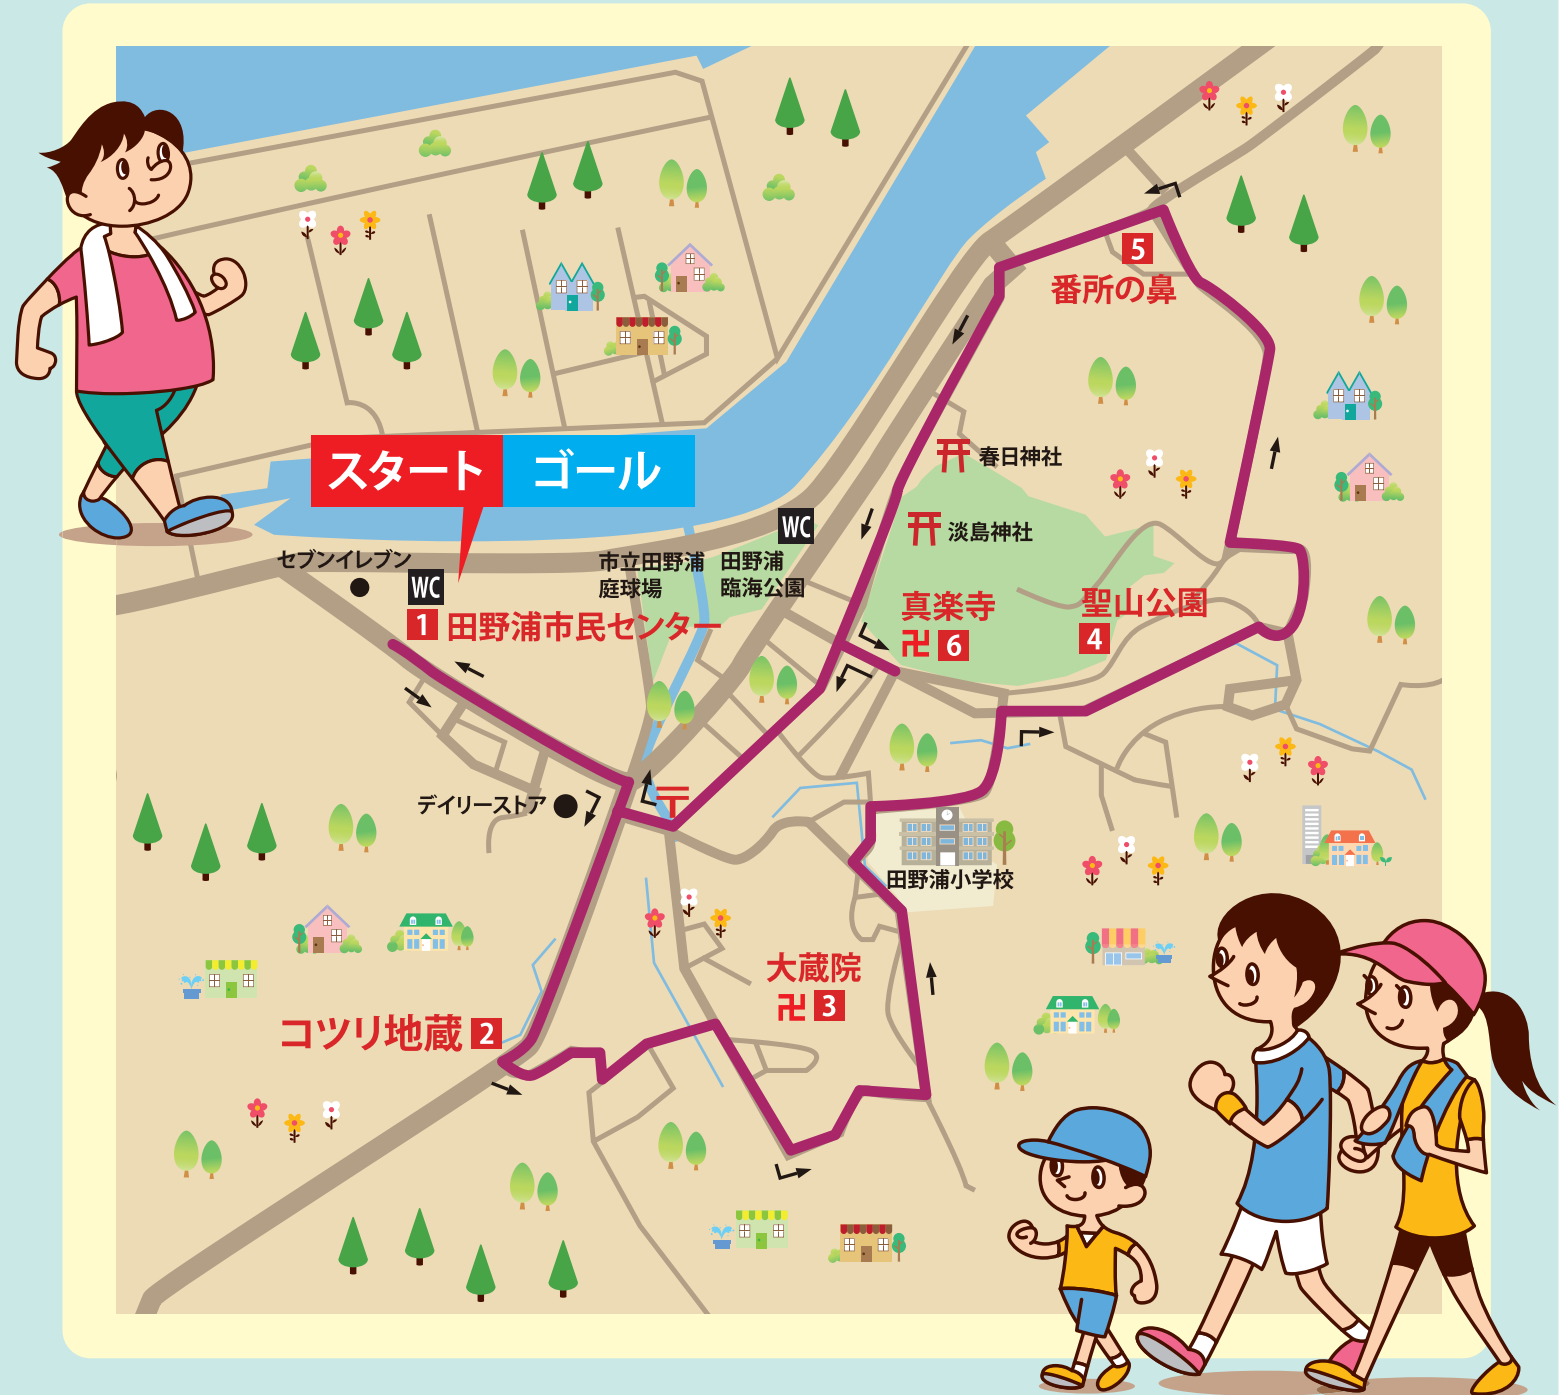 5
番所の鼻
スタート ゴール
春日神社
WC
淡島神社
セブンイレブン
市立田野浦
庭球場
田野浦
臨海公園
WC
1 田野浦市民センター
真楽寺
卍 6
聖山公園
4
デイリーストア
〒
田野浦小学校
大蔵院
卍 3
コツリ地蔵 2